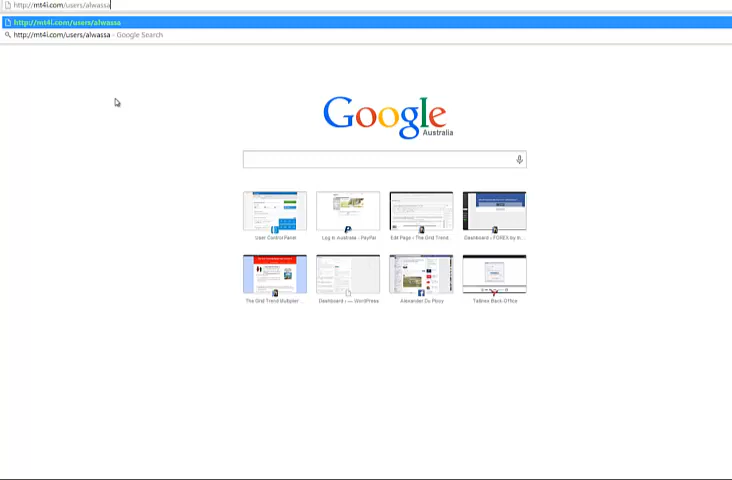 http://mt4i.com/users/alwassa
http://mt4i.com/users/alwassa
http://mt4i.com/users/alwassa - Google Search
Google
Australia
User Control Panel
Log in Australia - PayPal
Edit Page ‹ The Grid Trend...
Dashboard ‹ FOREX by th...
The Grid Trend Multiplier ...
Dashboard ‹ — WordPress
Alexander Du Plooy
Back Office